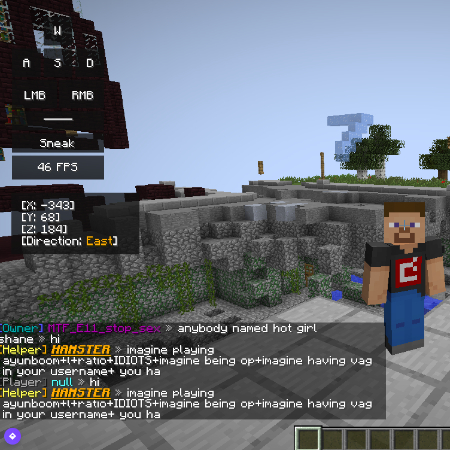 W
A S D
LMB RMB
Sneak
46 FPS
[X: -343]
[Y: 68]
[Z: 184]
[Direction: East]
[Owner] MTF_E11_stop_sex » anybody named hot girl
shane » hi
[Helper] HAMSTER » imagine playing
ayunboom+l+ratio+IDIOTS+imagine being op+imagine having vag
in your username+ you ha
[Player] null » hi
[Helper] HAMSTER » imagine playing
ayunboom+l+ratio+IDIOTS+imagine being op+imagine having vag
in your username+ you ha